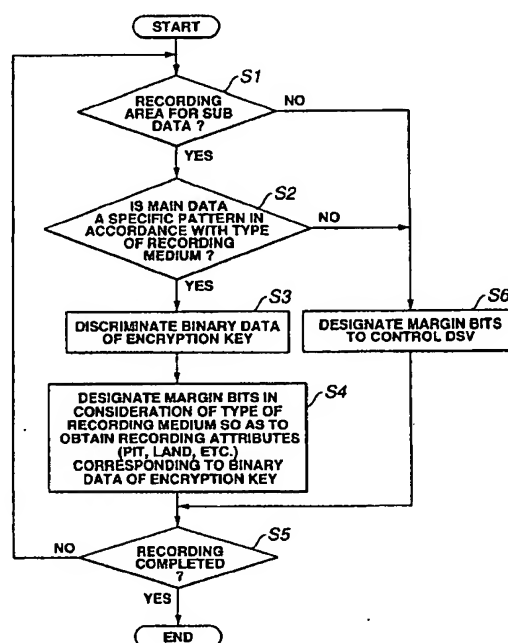 START
S1
RECORDING
AREA FOR SUB
DATA ?
NO
YES
S2
IS MAIN DATA
A SPECIFIC PATTERN IN
ACCORDANCE WITH TYPE
OF RECORDING
MEDIUM ?
NO
YES
S3
DISCRIMINATE BINARY DATA
OF ENCRYPTION KEY
S6
DESIGNATE MARGIN BITS
TO CONTROL DSV
S4
DESIGNATE MARGIN BITS IN
CONSIDERATION OF TYPE OF
RECORDING MEDIUM SO AS TO
OBTAIN RECORDING ATTRIBUTES
(PIT, LAND, ETC.)
CORRESPONDING TO BINARY
DATA OF ENCRYPTION KEY
S5
NO
RECORDING
COMPLETED
?
YES
END